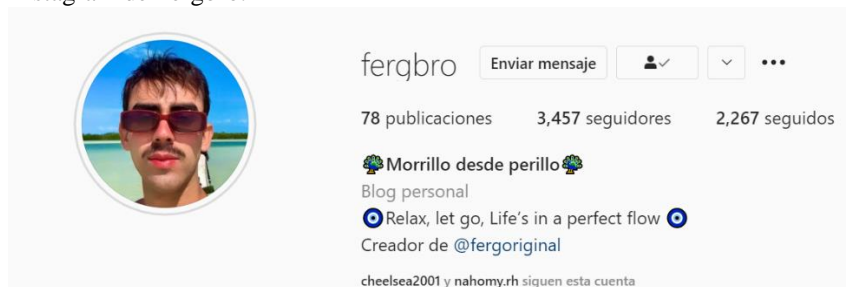 fergbro Enviar mensaje
78 publicaciones 3,457 seguidores 2,267 seguidos
Morrillo desde perillo
Blog personal
🧿Relax, let go, Life's in a perfect flow 🧿
Creador de @fergoriginal
cheelsea2001 y nahomy.rh siguen esta cuenta